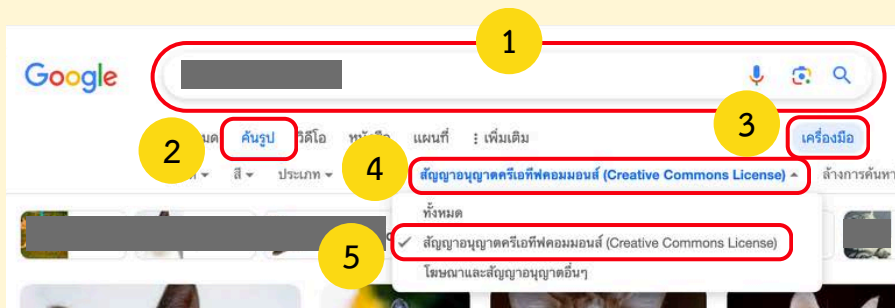 1
Google
3
2
ค้นรูป วิดีโอ แผนที่ : เพิ่มเติม เครื่องมือ
4
สี ประเภท สัญญาอนุญาตครีเอทีฟคอมมอนส์ (Creative Commons License) ล้างการค้นหา
ทั้งหมด
5
✓ สัญญาอนุญาตครีเอทีฟคอมมอนส์ (Creative Commons License)
โฆษณาและสัญญาอนุญาตอื่นๆ